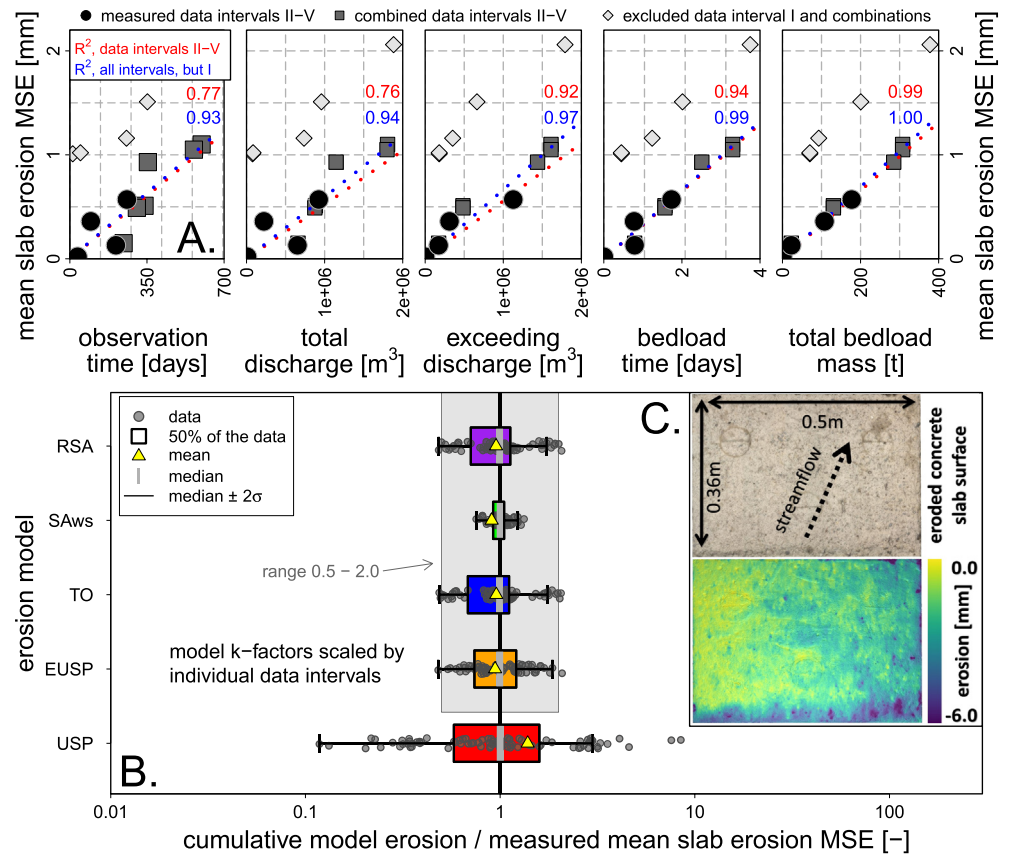 measured data intervals II−V
combined data intervals II−V
excluded data interval I and combinations
mean slab erosion MSE [mm]
0
1
2
R², data intervals II−V
R², all intervals, but I
0.77
0.93
A.
0.76
0.94
0.92
0.97
0.94
0.99
0.99
1.00
0
1
2
mean slab erosion MSE [mm]
0
350
700
0
1e+06
2e+06
0
1e+06
2e+06
0
2
4
0
200
400
observation
time [days]
total
discharge [m³]
exceeding
discharge [m³]
bedload
time [days]
total bedload
mass [t]
data
50% of the data
mean
median
median ± 2σ
erosion model
RSA
SAws
TO
EUSP
USP
range 0.5 − 2.0
model k−factors scaled by
individual data intervals
B.
C.
0.5m
0.36m
streamflow
eroded concrete
slab surface
0.0
erosion [mm]
-6.0
0.01
0.1
1
10
100
cumulative model erosion / measured mean slab erosion MSE [−]